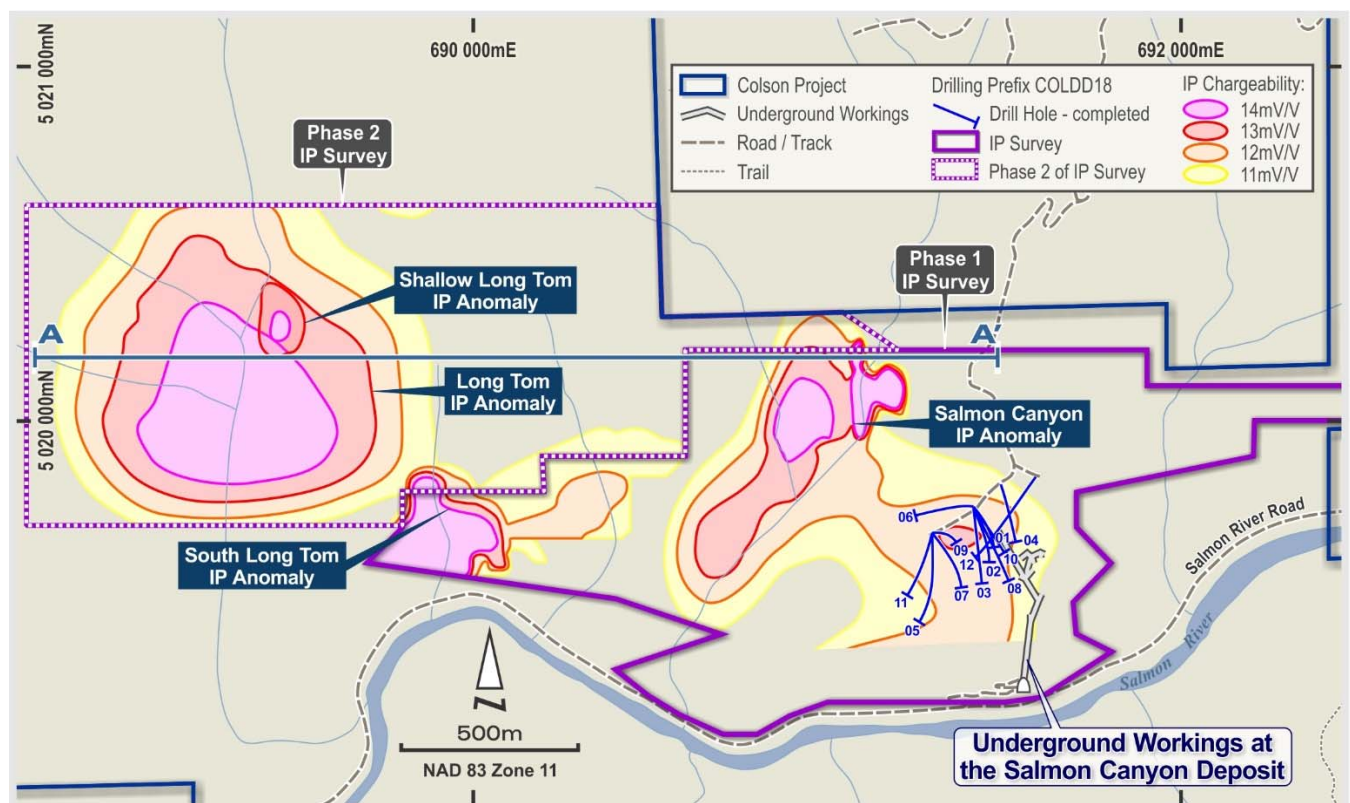 690 000mE
692 000mE
5 021 000mN
5 020 000mN
Colson Project
Underground Workings
Road / Track
Trail
Drilling Prefix COLDD18
Drill Hole - completed
IP Survey
Phase 2 of IP Survey
IP Chargeability:
14mV/V
13mV/V
12mV/V
11mV/V
Phase 2
IP Survey
Phase 1
IP Survey
Shallow Long Tom
IP Anomaly
A
A'
Long Tom
IP Anomaly
Salmon Canyon
IP Anomaly
South Long Tom
IP Anomaly
06
09
12
01
04
10
02
03
08
07
11
05
Salmon River Road
Salmon River
N
500m
NAD 83 Zone 11
Underground Workings at
the Salmon Canyon Deposit